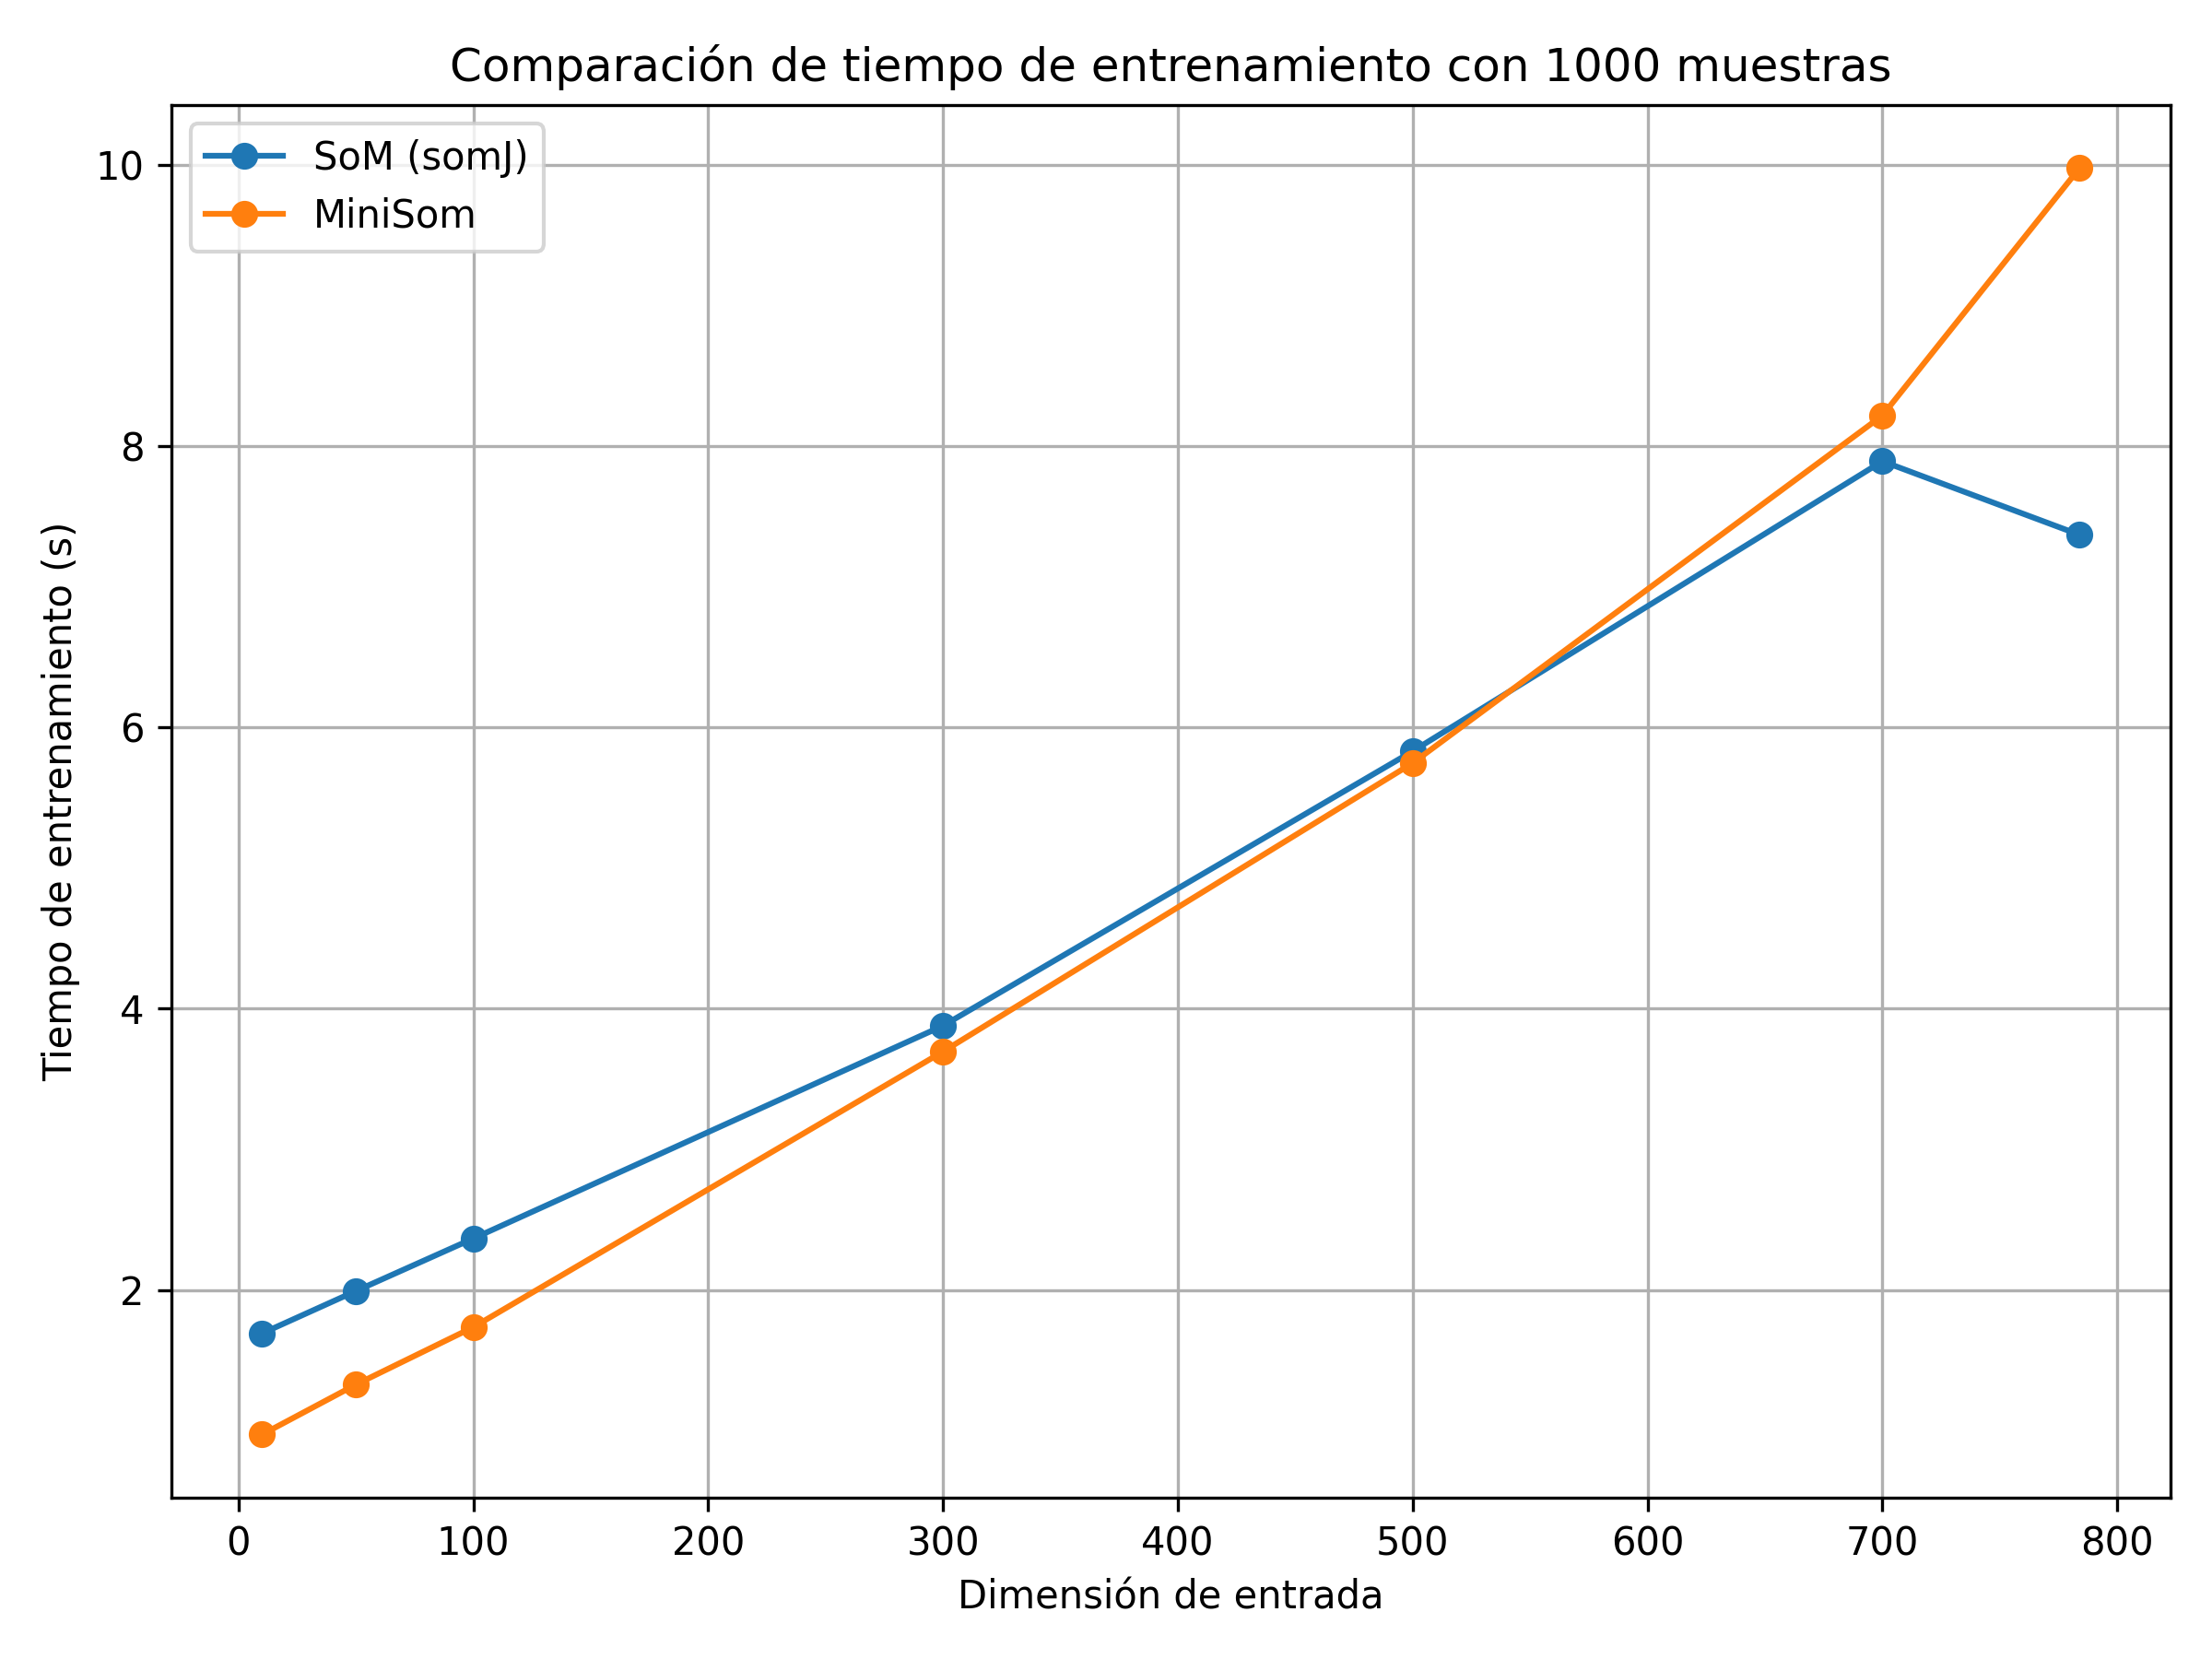 Comparación de tiempo de entrenamiento con 1000 muestras
SoM (somJ)
MiniSom
10
8
6
4
2
Tiempo de entrenamiento (s)
0 100 200 300 400 500 600 700 800
Dimensión de entrada